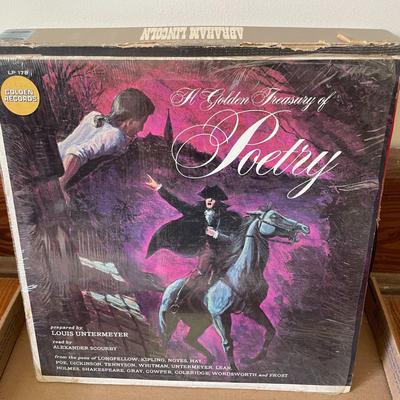 ABRAHAM LINCOLN
LP 178
GOLDEN RECORDS
A Golden Treasury of
Poetry
prepared by
LOUIS UNTERMEYER
read by
ALEXANDER SCOURBY
from the pens of LONGFELLOW, KIPLING, NOYES, HAY,
POE, DICKINSON, TENNYSON, WHITMAN, UNTERMEYER, LEAR,
HOLMES, SHAKESPEARE, GRAY, COWPER, COLERIDGE, WORDSWORTH and FROST